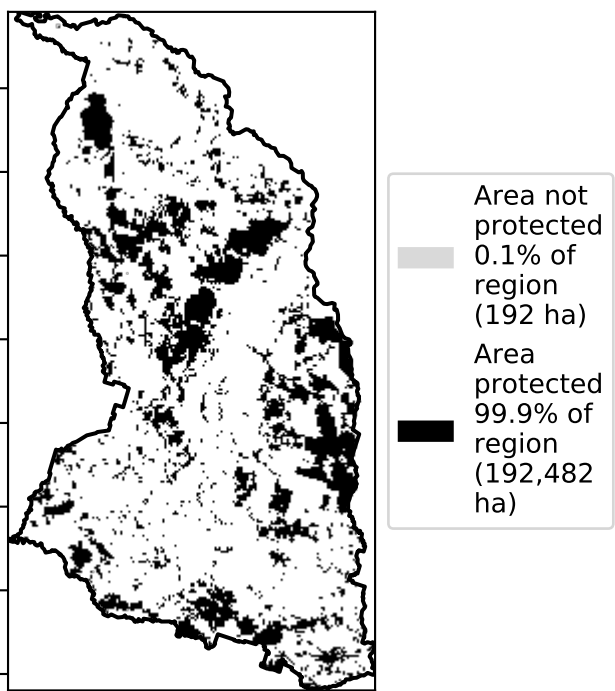 Area not
protected
0.1% of
region
(192 ha)
Area
protected
99.9% of
region
(192,482
ha)